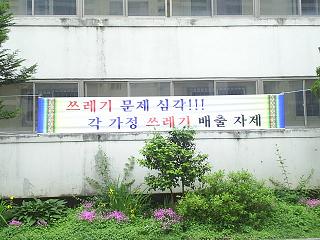 쓰레기 문제 심각!!!
각 가정 쓰레기 배출 자제